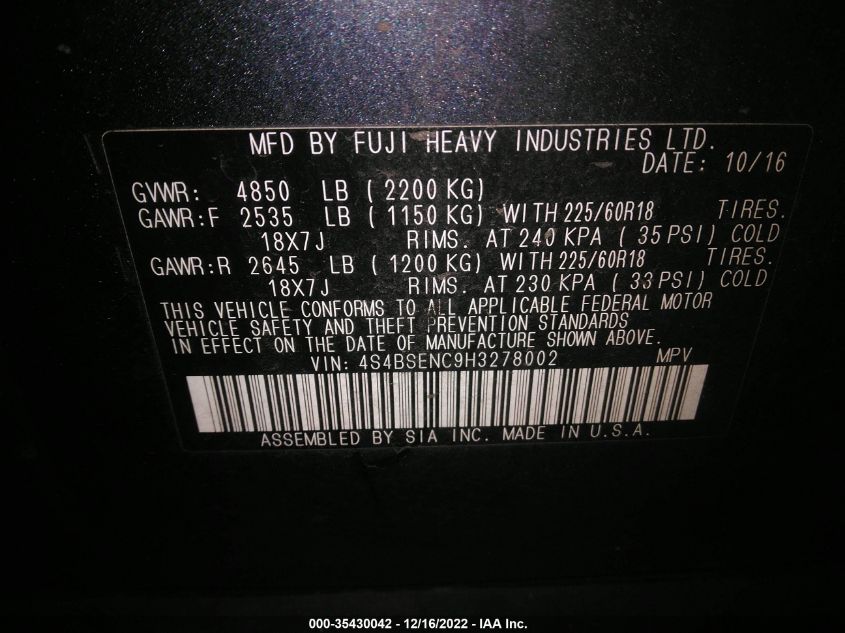 MFD BY FUJI HEAVY INDUSTRIES LTD.
DATE: 10/16
GVWR: 4850 LB ( 2200 KG)
GAWR:F 2535 LB ( 1150 KG) WITH 225/60R18 TIRES.
18X7J RIMS. AT 240 KPA ( 35 PSI) COLD
GAWR:R 2645 LB ( 1200 KG) WITH 225/60R18 TIRES.
18X7J RIMS. AT 230 KPA ( 33 PSI) COLD
THIS VEHICLE CONFORMS TO ALL APPLICABLE FEDERAL MOTOR
VEHICLE SAFETY AND THEFT PREVENTION STANDARDS
IN EFFECT ON THE DATE OF MANUFACTURE SHOWN ABOVE.
VIN: 4S4BSENC9H3278002 MPV
ASSEMBLED BY SIA INC. MADE IN U.S.A.
000-35430042 - 12/16/2022 - IAA Inc.